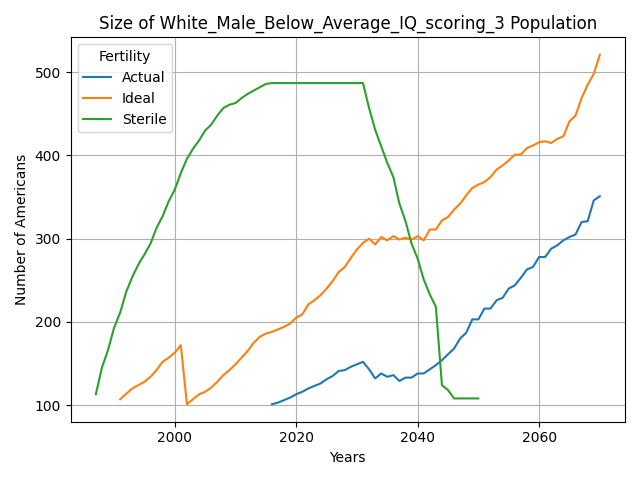 Size of White_Male_Below_Average_IQ_scoring_3 Population
Fertility
Actual
Ideal
Sterile
Number of Americans
500
400
300
200
100
2000
2020
2040
2060
Years